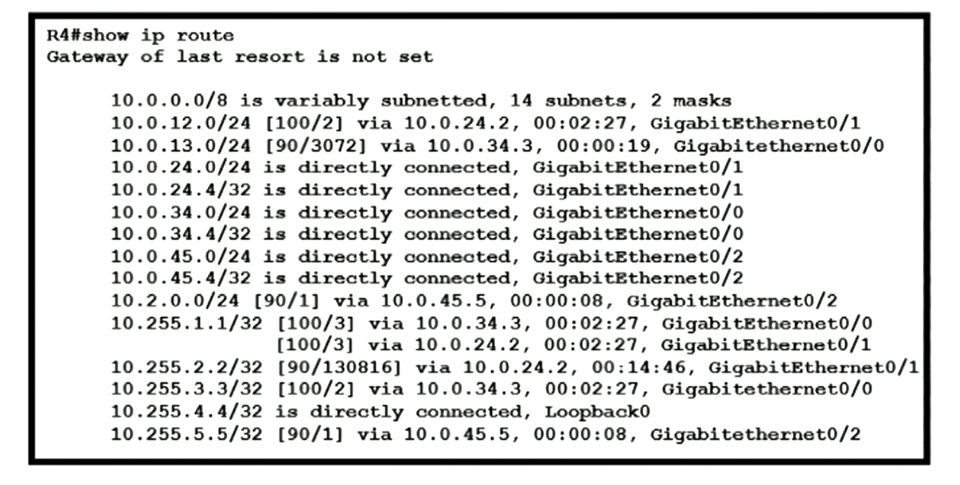 R4#show ip route
Gateway of last resort is not set
10.0.0.0/8 is variably subnetted, 14 subnets, 2 masks
10.0.12.0/24 [100/2] via 10.0.24.2, 00:02:27, GigabitEthernet0/1
10.0.13.0/24 [90/3072] via 10.0.34.3, 00:00:19, Gigabitethernet0/0
10.0.24.0/24 is directly connected, GigabitEthernet0/1
10.0.24.4/32 is directly connected, GigabitEthernet0/1
10.0.34.0/24 is directly connected, GigabitEthernet0/0
10.0.34.4/32 is directly connected, GigabitEthernet0/0
10.0.45.0/24 is directly connected, GigabitEthernet0/2
10.0.45.4/32 is directly connected, GigabitEthernet0/2
10.2.0.0/24 [90/1] via 10.0.45.5, 00:00:08, GigabitEthernet0/2
10.255.1.1/32 [100/3] via 10.0.34.3, 00:02:27, GigabitEthernet0/0
[100/3] via 10.0.24.2, 00:02:27, GigabitEthernet0/1
10.255.2.2/32 [90/130816] via 10.0.24.2, 00:14:46, GigabitEthernet0/1
10.255.3.3/32 [100/2] via 10.0.34.3, 00:02:27, Gigabitethernet0/0
10.255.4.4/32 is directly connected, Loopback0
10.255.5.5/32 [90/1] via 10.0.45.5, 00:00:08, Gigabitethernet0/2